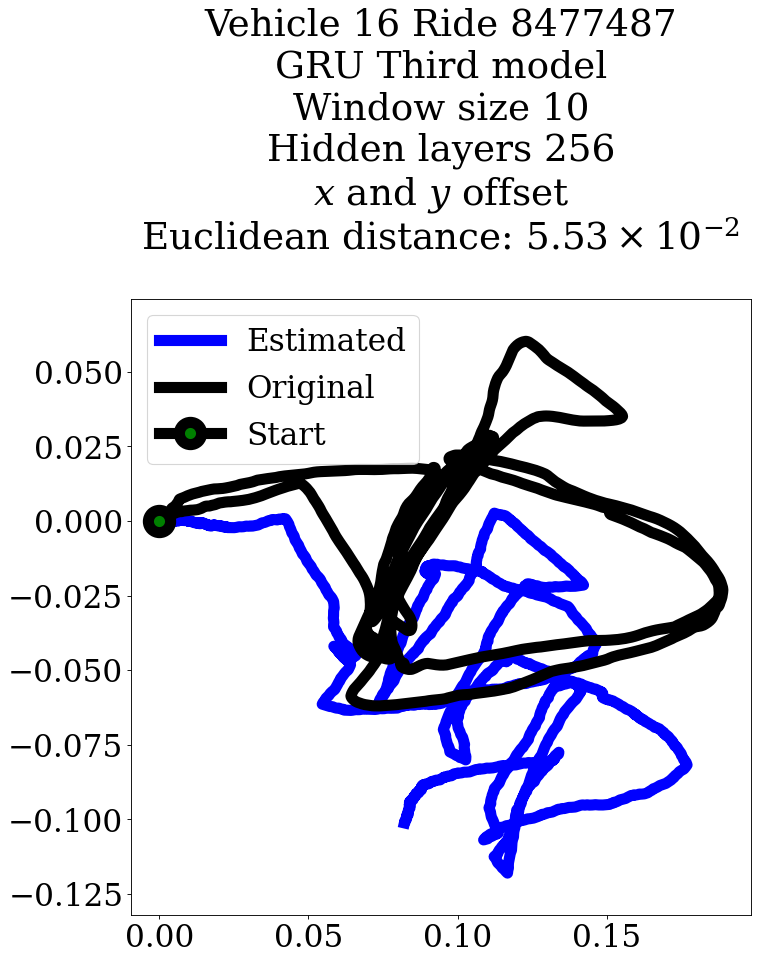 Vehicle 16 Ride 8477487
GRU Third model
Window size 10
Hidden layers 256
x and y offset
Euclidean distance: 5.53 × 10⁻²
Estimated
Original
Start
0.050
0.025
0.000
−0.025
−0.050
−0.075
−0.100
−0.125
0.00 0.05 0.10 0.15